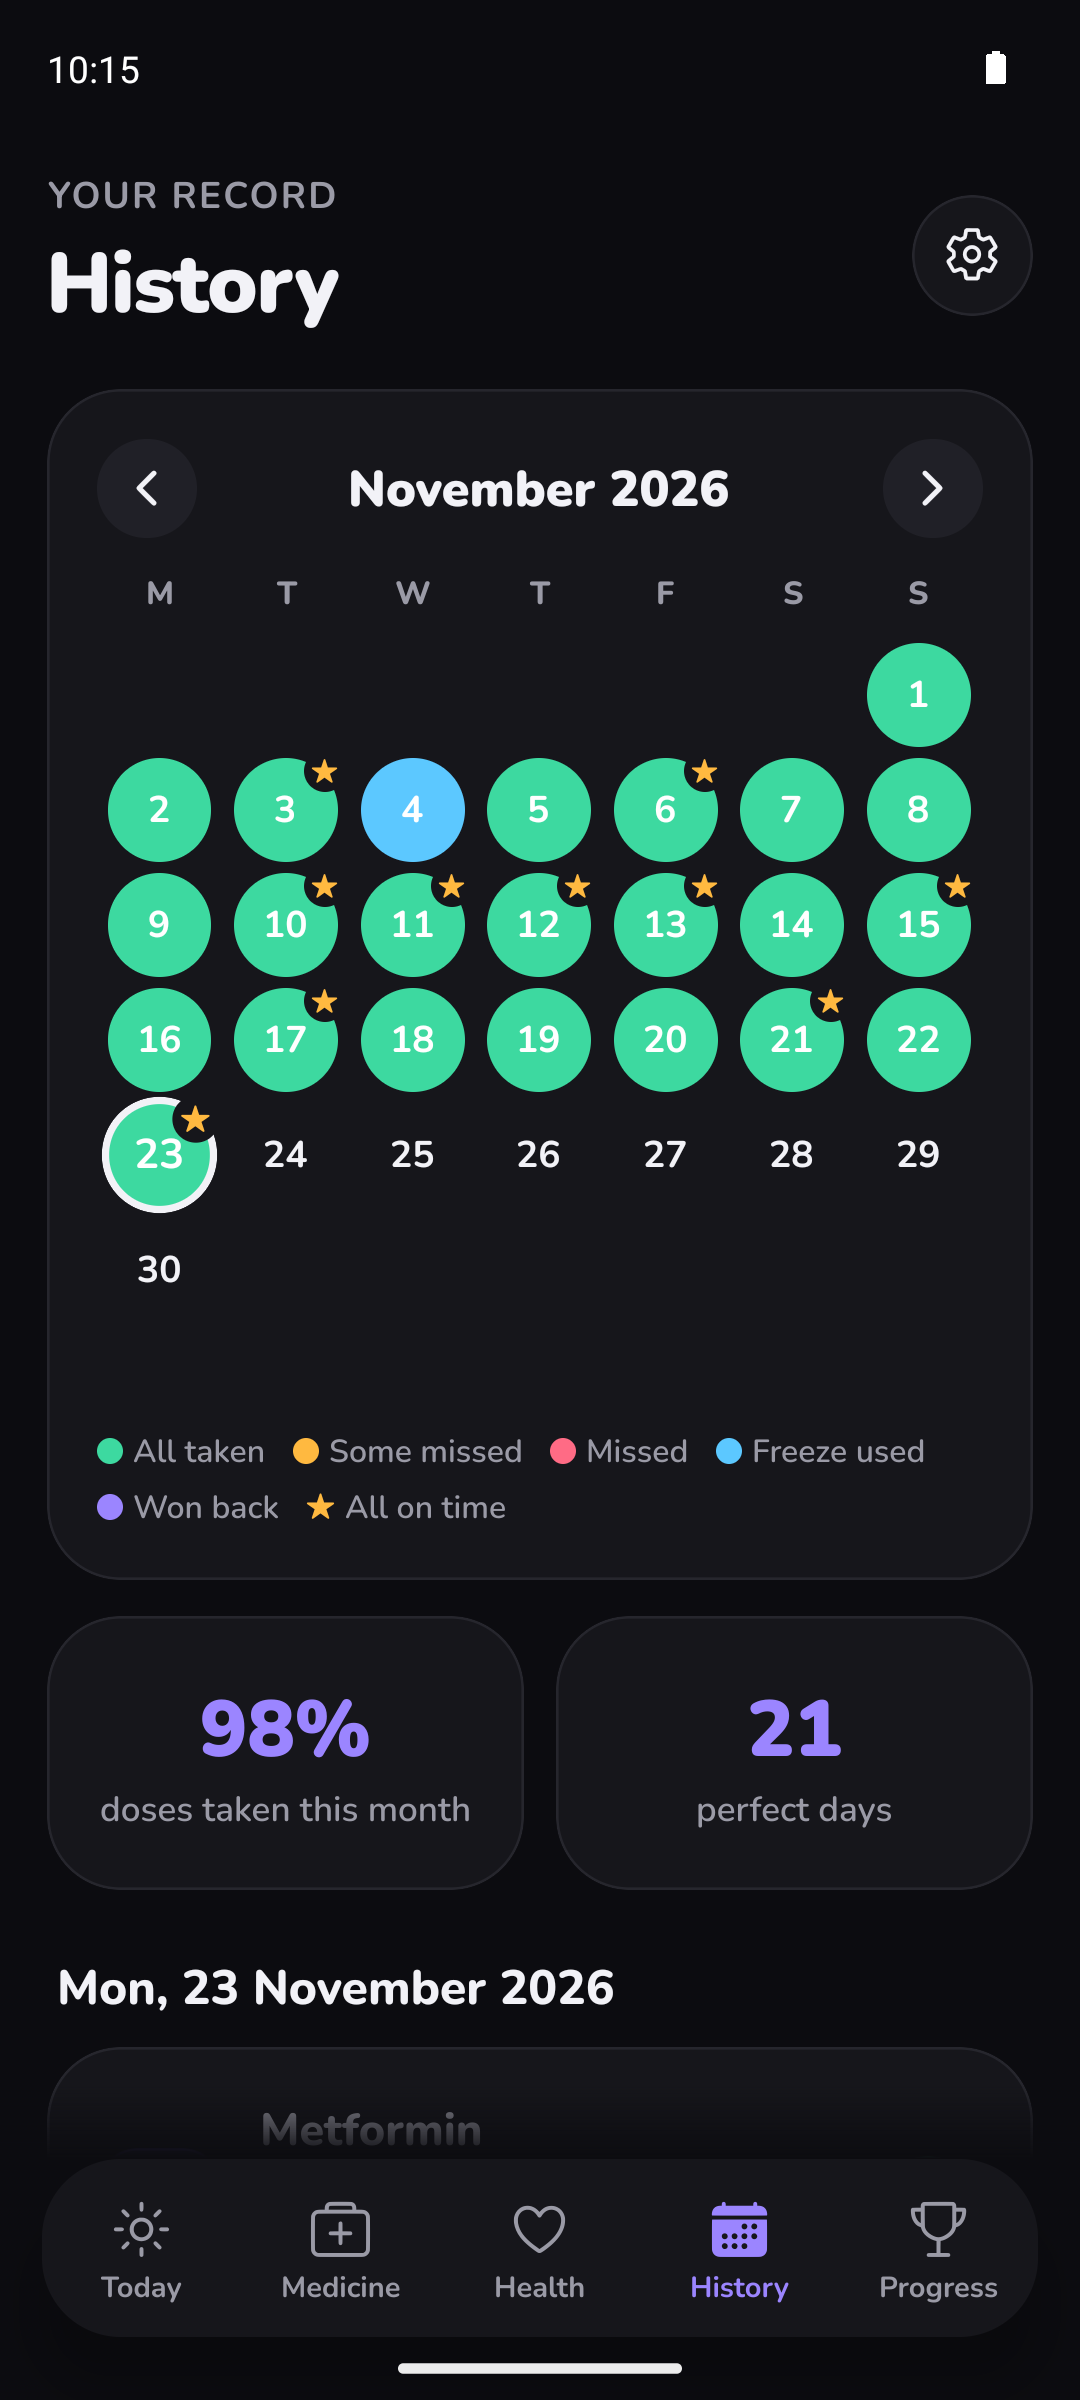 10:15
YOUR RECORD
History
November 2026
M T W T F S S
1
2 3 4 5 6 7 8
9 10 11 12 13 14 15
16 17 18 19 20 21 22
23 24 25 26 27 28 29
30
All taken Some missed Missed Freeze used
Won back All on time
98%
doses taken this month
21
perfect days
Mon, 23 November 2026
Metformin
Today Medicine Health History Progress